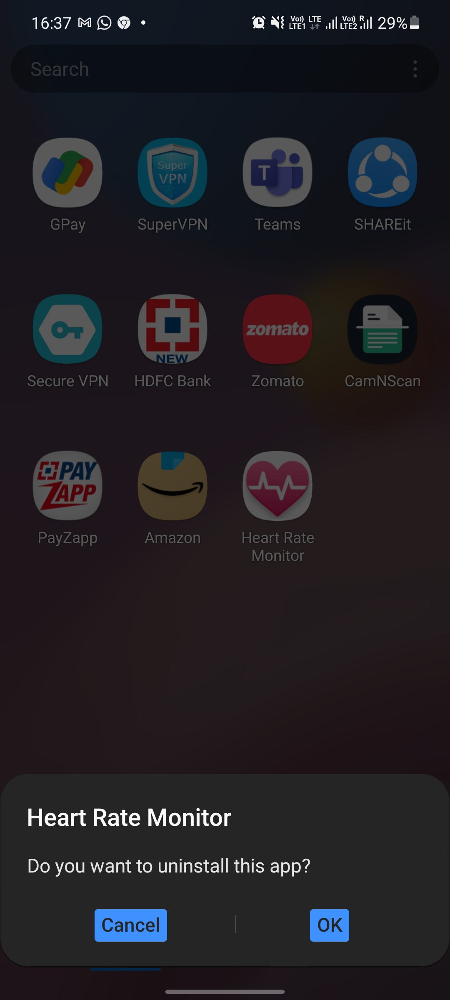 16:37
Vo)) LTE Vo)) R
LTE1 LTE2 29%
Search
Super
VPN
T
GPay SuperVPN Teams SHAREit
NEW
zomato
Secure VPN HDFC Bank Zomato CamNScan
PAY
ZAPP
PayZapp Amazon Heart Rate
Monitor
Heart Rate Monitor
Do you want to uninstall this app?
Cancel OK